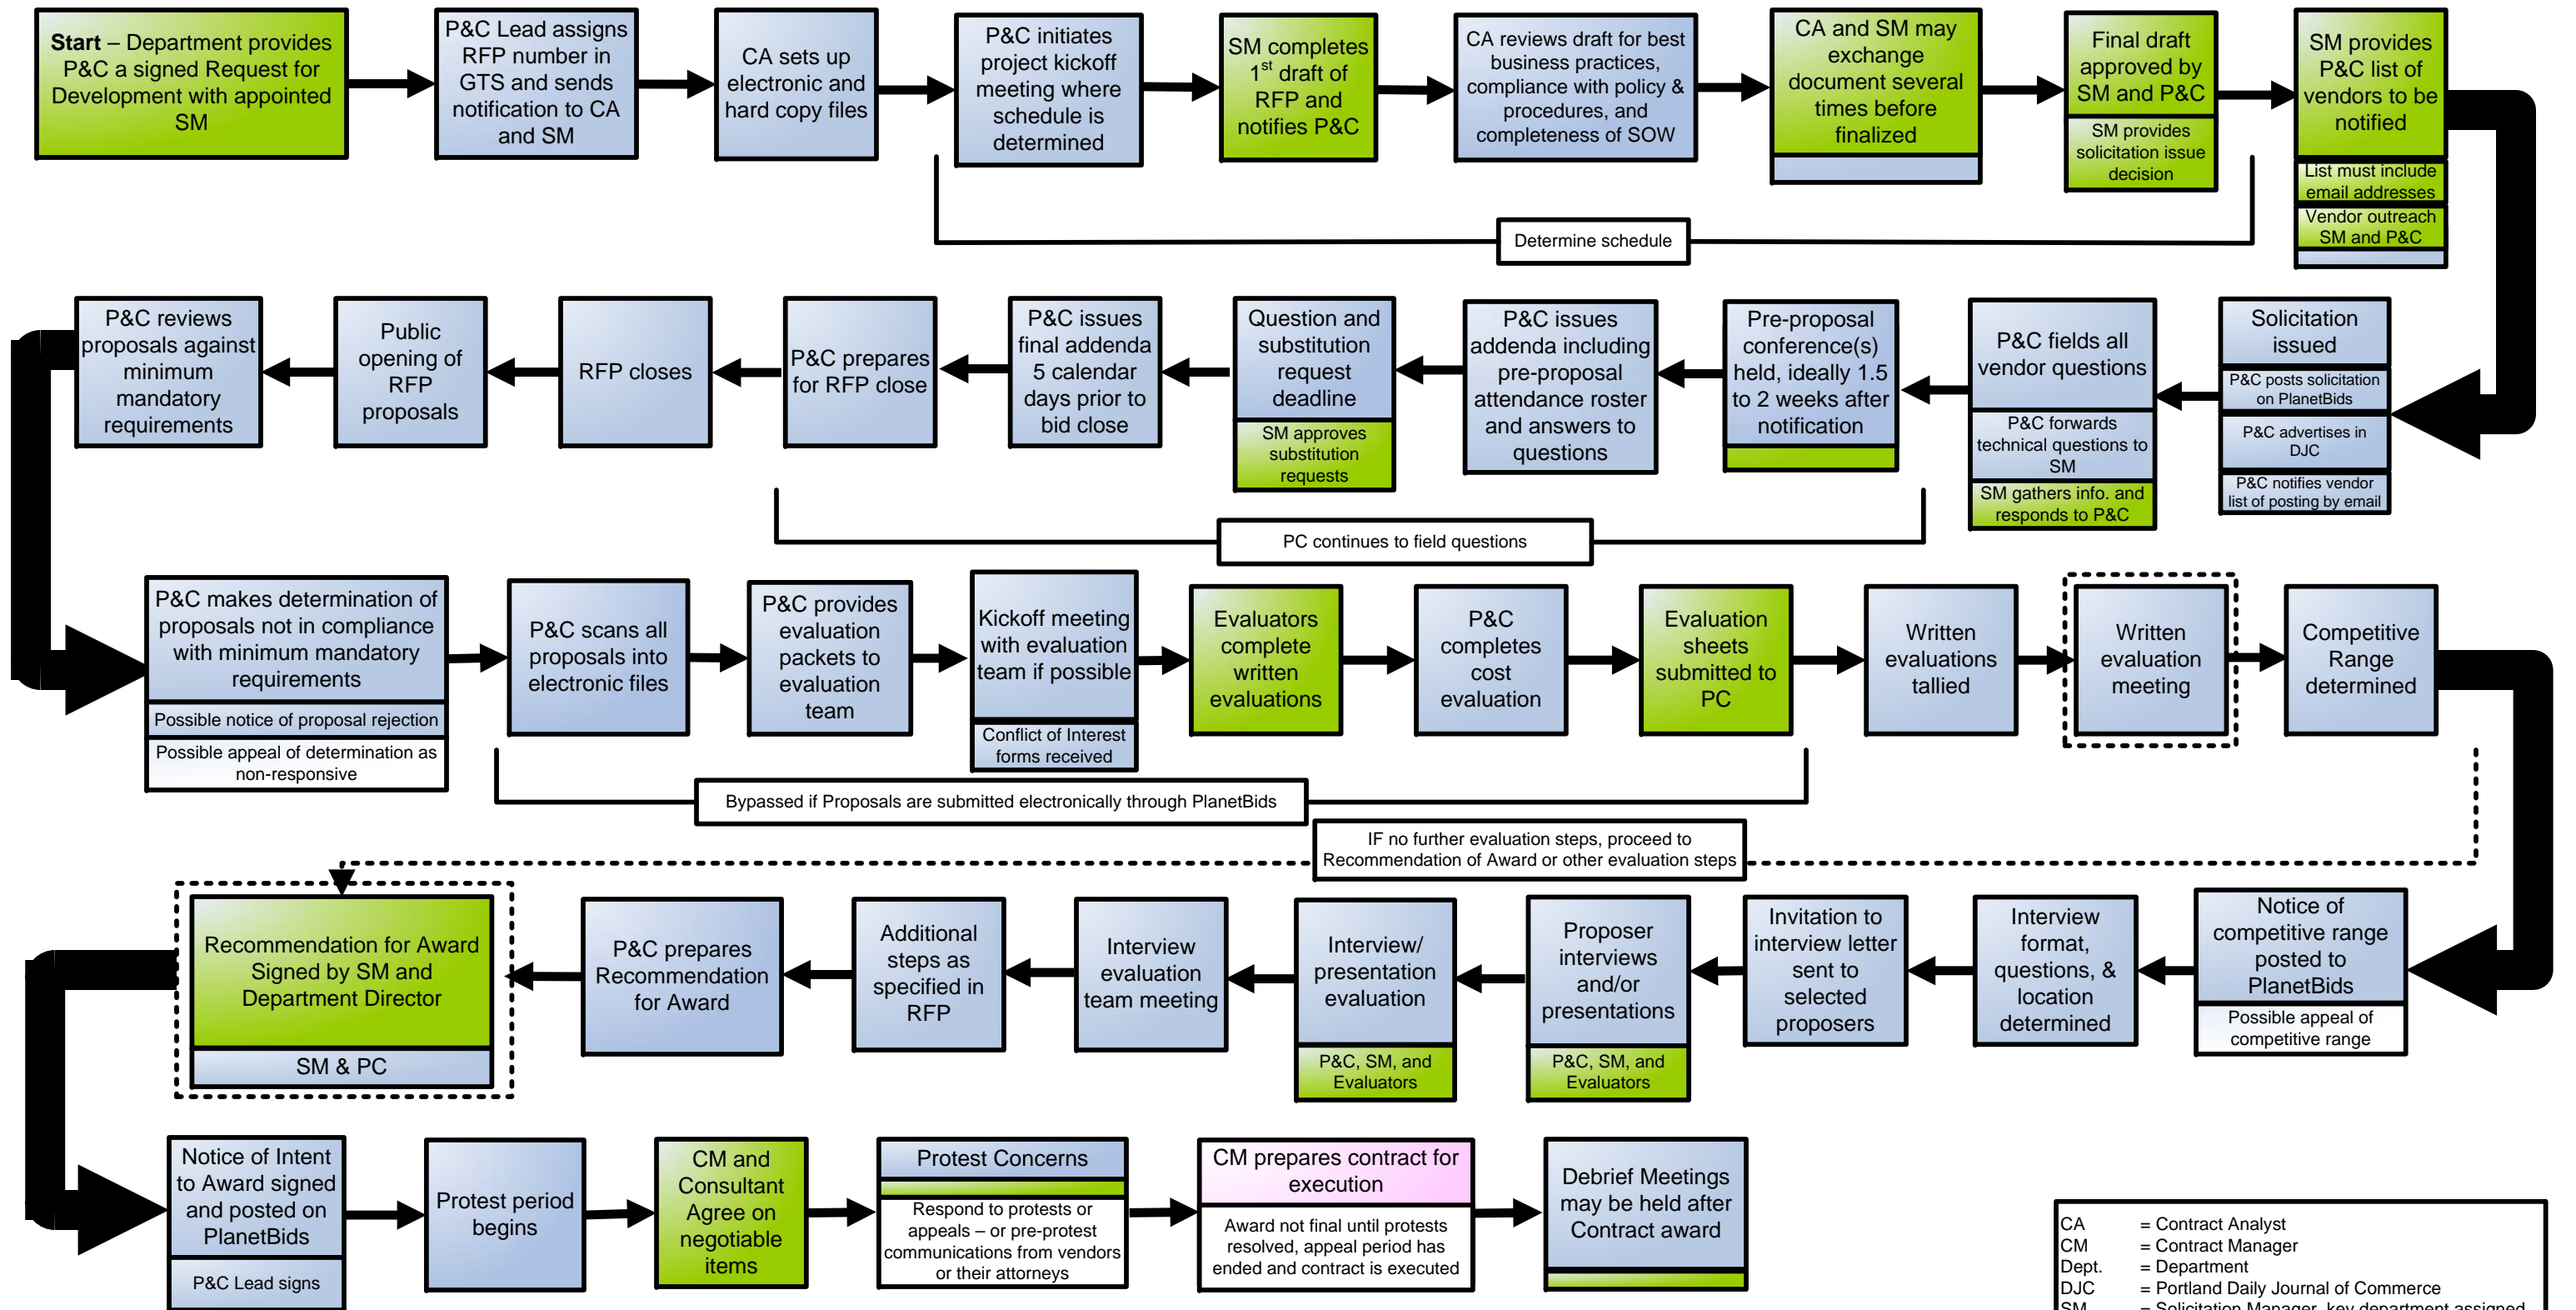 Start – Department provides
P&C a signed Request for
Development with appointed
SM
P&C Lead assigns
RFP number in
GTS and sends
notification to CA
and SM
CA sets up
electronic and
hard copy files
P&C initiates
project kickoff
meeting where
schedule is
determined
SM completes
1st draft of
RFP and
notifies P&C
CA reviews draft for best
business practices,
compliance with policy &
procedures, and
completeness of SOW
CA and SM may
exchange
document several
times before
finalized
Final draft
approved by
SM and P&C
SM provides
solicitation issue
decision
SM provides
P&C list of
vendors to be
notified
List must include
email addresses
Vendor outreach
SM and P&C
Determine schedule
Solicitation
issued
P&C posts solicitation
on PlanetBids
P&C advertises in
DJC
P&C notifies vendor
list of posting by email
P&C fields all
vendor questions
P&C forwards
technical questions to
SM
SM gathers info. and
responds to P&C
Pre-proposal
conference(s)
held, ideally 1.5
to 2 weeks after
notification
P&C issues
addenda including
pre-proposal
attendance roster
and answers to
questions
Question and
substitution
request
deadline
SM approves
substitution
requests
P&C issues
final addenda
5 calendar
days prior to
bid close
P&C prepares
for RFP close
RFP closes
Public
opening of
RFP
proposals
P&C reviews
proposals against
minimum
mandatory
requirements
PC continues to field questions
P&C makes determination of
proposals not in compliance
with minimum mandatory
requirements
Possible notice of proposal rejection
Possible appeal of determination as
non-responsive
P&C scans all
proposals into
electronic files
P&C provides
evaluation
packets to
evaluation
team
Kickoff meeting
with evaluation
team if possible
Conflict of Interest
forms received
Evaluators
complete
written
evaluations
P&C
completes
cost
evaluation
Evaluation
sheets
submitted to
PC
Written
evaluations
tallied
Written
evaluation
meeting
Competitive
Range
determined
Bypassed if Proposals are submitted electronically through PlanetBids
IF no further evaluation steps, proceed to
Recommendation of Award or other evaluation steps
Notice of
competitive range
posted to
PlanetBids
Possible appeal of
competitive range
Interview
format,
questions, &
location
determined
Invitation to
interview letter
sent to
selected
proposers
Proposer
interviews
and/or
presentations
P&C, SM, and
Evaluators
Interview/
presentation
evaluation
P&C, SM, and
Evaluators
Interview
evaluation
team meeting
Additional
steps as
specified in
RFP
P&C prepares
Recommendation
for Award
Recommendation for Award
Signed by SM and
Department Director
SM & PC
Notice of Intent
to Award signed
and posted on
PlanetBids
P&C Lead signs
Protest period
begins
CM and
Consultant
Agree on
negotiable
items
Protest Concerns
Respond to protests or
appeals – or pre-protest
communications from vendors
or their attorneys
CM prepares contract for
execution
Award not final until protests
resolved, appeal period has
ended and contract is executed
Debrief Meetings
may be held after
Contract award
CA = Contract Analyst
CM = Contract Manager
Dept. = Department
DJC = Portland Daily Journal of Commerce
SM = Solicitation Manager, key department assigned